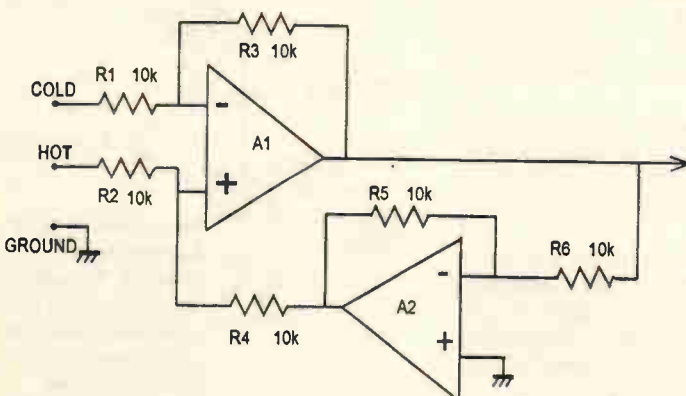 R3 10k
R1 10k
COLD
-
A1
HOT
+
R2 10k
R5 10k
GROUND
R6 10k
-
A2
R4 10k
+